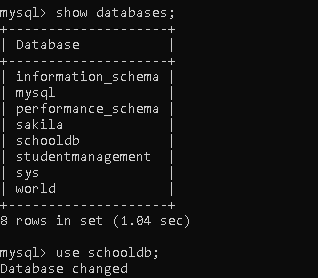 mysql> show databases;
+--------------------+
| Database           |
+--------------------+
| information_schema |
| mysql              |
| performance_schema |
| sakila             |
| schooldb           |
| studentmanagement  |
| sys                |
| world              |
+--------------------+
8 rows in set (1.04 sec)
mysql> use schooldb;
Database changed